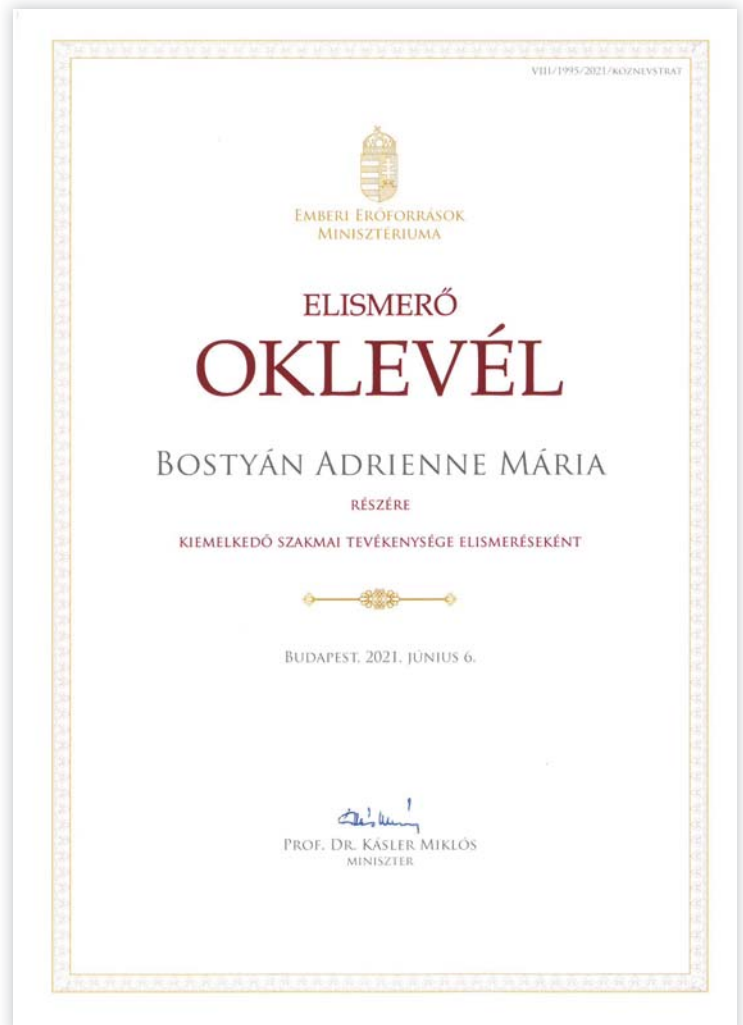 VIII/1995/2021/KOZNEVSTRAT
EMBERI ERŐFORRÁSOK
MINISZTÉRIUMA
ELISMERŐ
OKLEVÉL
BOSTYÁN ADRIENNE MÁRIA
RÉSZÉRE
KIEMELKEDŐ SZAKMAI TEVÉKENYSÉGE ELISMERÉSEKÉNT
BUDAPEST, 2021. JÚNIUS 6.
PROF. DR. KÁSLER MIKLÓS
MINISZTER